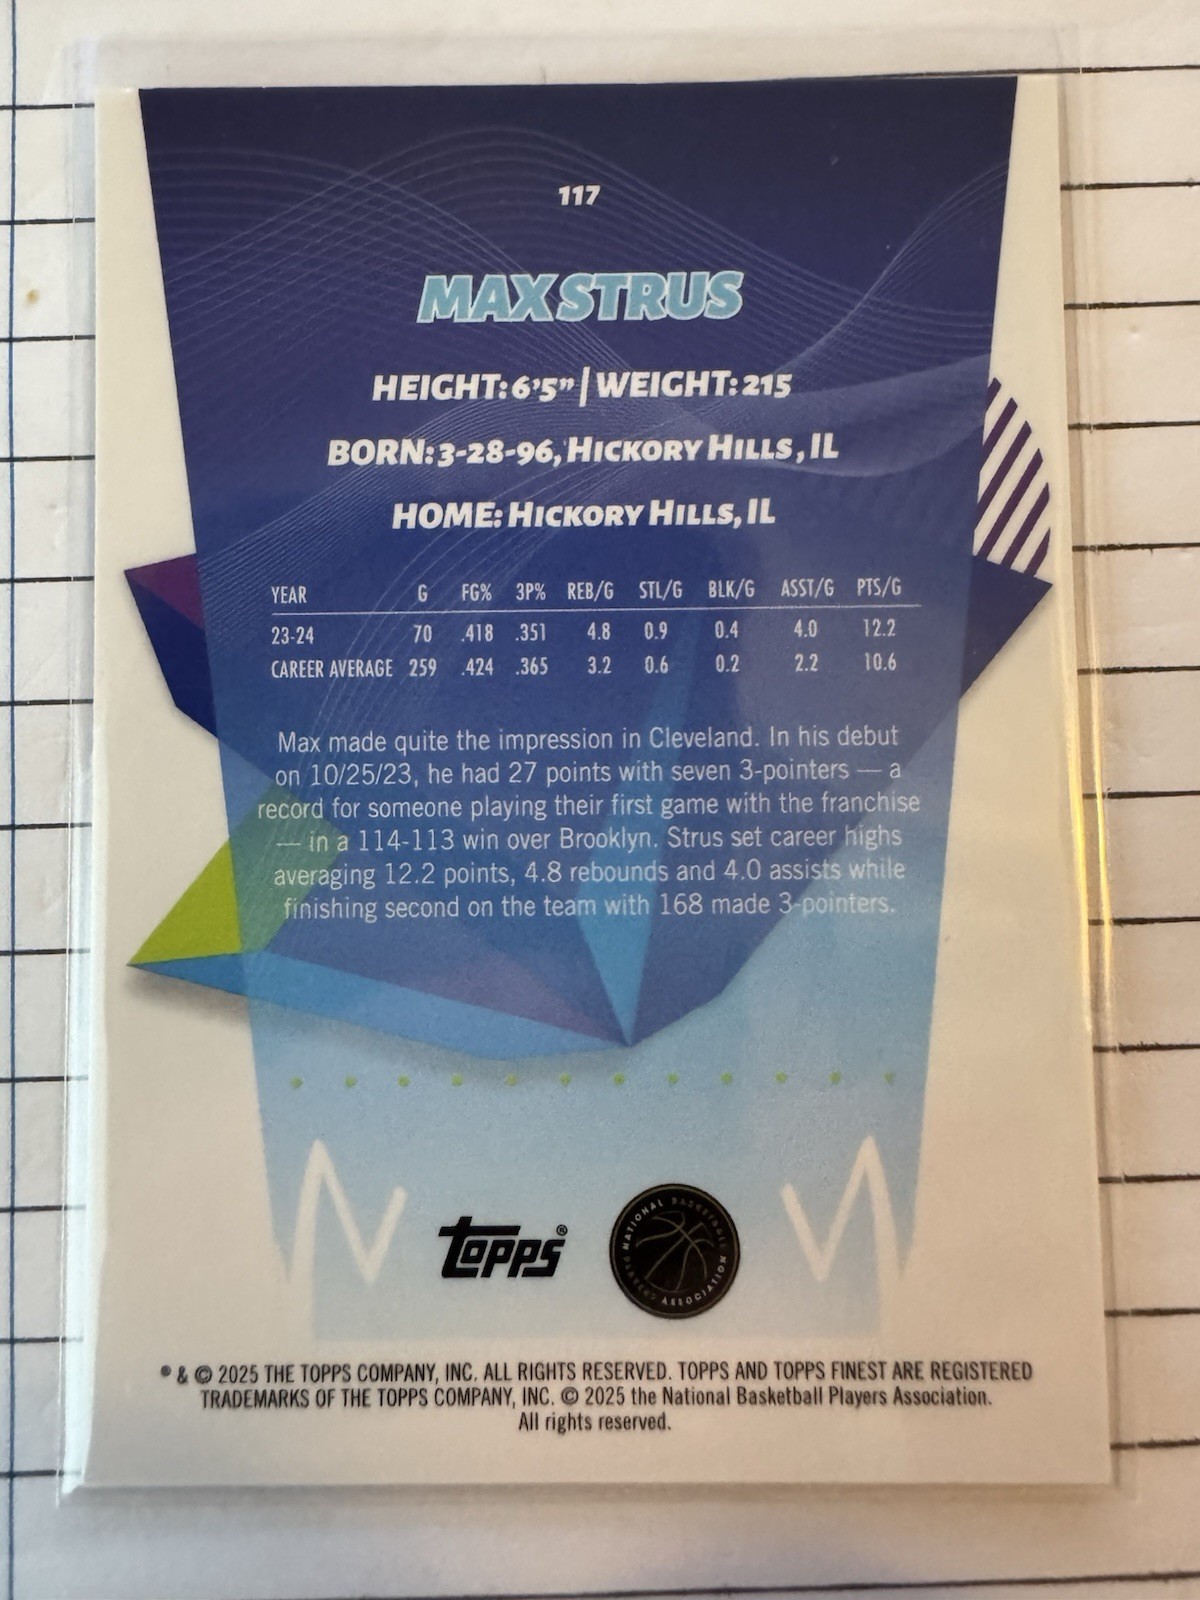 117
MAX STRUS
HEIGHT: 6'5" | WEIGHT: 215
BORN: 3-28-96, HICKORY HILLS, IL
HOME: HICKORY HILLS, IL
YEAR G FG% 3P% REB/G STL/G BLK/G ASST/G PTS/G
23-24 70 .418 .351 4.8 0.9 0.4 4.0 12.2
CAREER AVERAGE 259 .424 .365 3.2 0.6 0.2 2.2 10.6
Max made quite the impression in Cleveland. In his debut
on 10/25/23, he had 27 points with seven 3-pointers — a
record for someone playing their first game with the franchise
— in a 114-113 win over Brooklyn. Strus set career highs
averaging 12.2 points, 4.8 rebounds and 4.0 assists while
finishing second on the team with 168 made 3-pointers.
topps®
NATIONAL BASKETBALL PLAYERS ASSOCIATION
® & © 2025 THE TOPPS COMPANY, INC. ALL RIGHTS RESERVED. TOPPS AND TOPPS FINEST ARE REGISTERED
TRADEMARKS OF THE TOPPS COMPANY, INC. © 2025 the National Basketball Players Association.
All rights reserved.